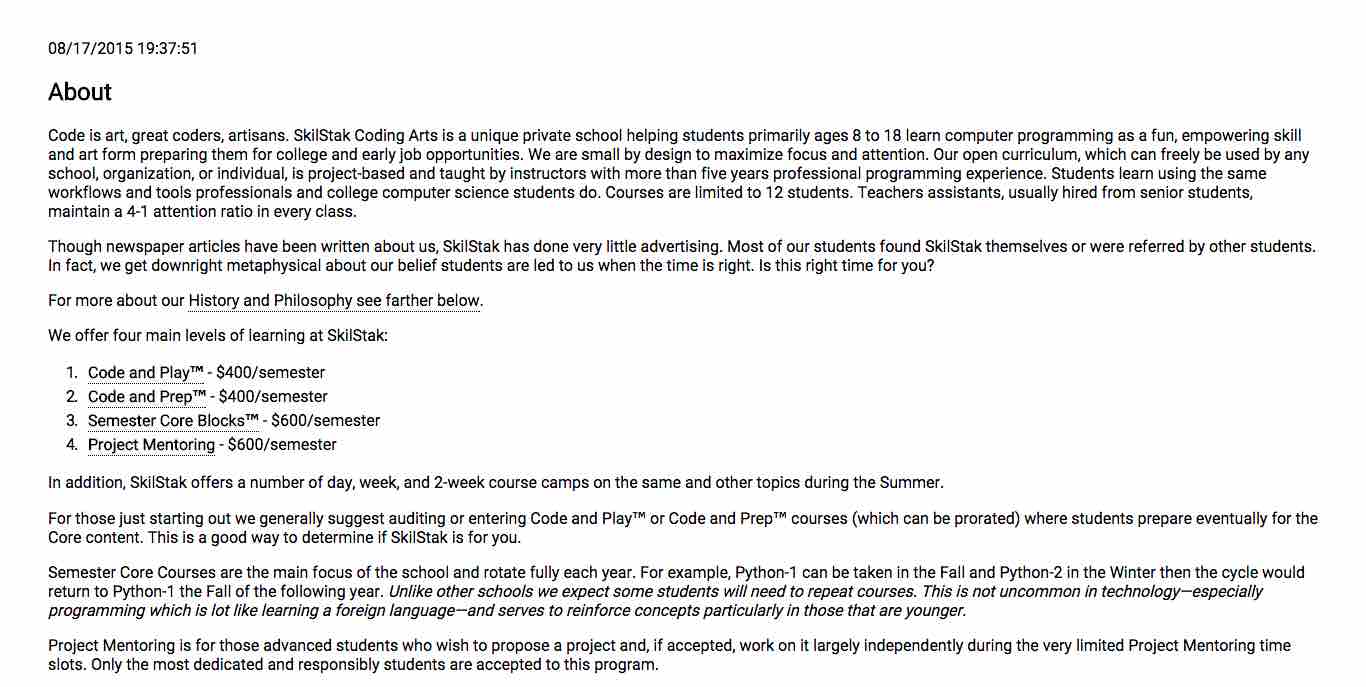 08/17/2015 19:37:51
About
Code is art, great coders, artisans. SkilStak Coding Arts is a unique private school helping students primarily ages 8 to 18 learn computer programming as a fun, empowering skill
and art form preparing them for college and early job opportunities. We are small by design to maximize focus and attention. Our open curriculum, which can freely be used by any
school, organization, or individual, is project-based and taught by instructors with more than five years professional programming experience. Students learn using the same
workflows and tools professionals and college computer science students do. Courses are limited to 12 students. Teachers assistants, usually hired from senior students,
maintain a 4-1 attention ratio in every class.
Though newspaper articles have been written about us, SkilStak has done very little advertising. Most of our students found SkilStak themselves or were referred by other students.
In fact, we get downright metaphysical about our belief students are led to us when the time is right. Is this right time for you?
For more about our History and Philosophy see farther below.
We offer four main levels of learning at SkilStak:
1. Code and Play™ - $400/semester
2. Code and Prep™ - $400/semester
3. Semester Core Blocks™ - $600/semester
4. Project Mentoring - $600/semester
In addition, SkilStak offers a number of day, week, and 2-week course camps on the same and other topics during the Summer.
For those just starting out we generally suggest auditing or entering Code and Play™ or Code and Prep™ courses (which can be prorated) where students prepare eventually for the
Core content. This is a good way to determine if SkilStak is for you.
Semester Core Courses are the main focus of the school and rotate fully each year. For example, Python-1 can be taken in the Fall and Python-2 in the Winter then the cycle would
return to Python-1 the Fall of the following year. Unlike other schools we expect some students will need to repeat courses. This is not uncommon in technology—especially
programming which is lot like learning a foreign language—and serves to reinforce concepts particularly in those that are younger.
Project Mentoring is for those advanced students who wish to propose a project and, if accepted, work on it largely independently during the very limited Project Mentoring time
slots. Only the most dedicated and responsibly students are accepted to this program.